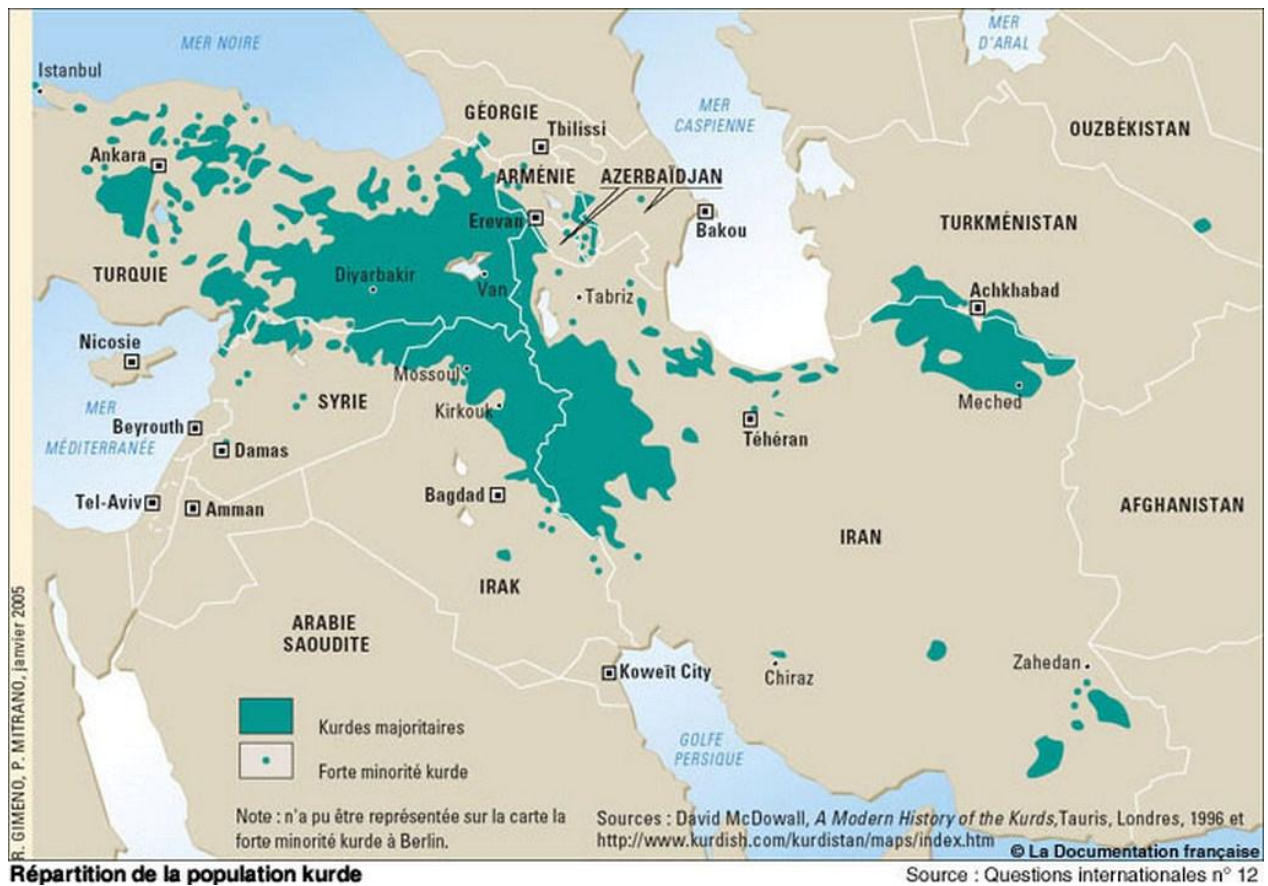 MER NOIRE
MER
D'ARAL
Istanbul
MER
CASPIENNE
GÉORGIE
Tbilissi
OUZBÉKISTAN
Ankara
ARMÉNIE
AZERBAÏDJAN
Erevan
Bakou
TURKMÉNISTAN
TURQUIE
Diyarbakir
Van
Tabriz
Achkhabad
Nicosie
Mossoul
Meched
SYRIE
Kirkouk
MER
MÉDITERRANÉE
Beyrouth
Damas
Téhéran
Tel-Aviv
Amman
Bagdad
AFGHANISTAN
IRAN
IRAK
ARABIE
SAOUDITE
Koweït City
Chiraz
Zahedan
GOLFE
PERSIQUE
Kurdes majoritaires
Forte minorité kurde
Note : n'a pu être représentée sur la carte la
forte minorité kurde à Berlin.
Sources : David McDowall, A Modern History of the Kurds,Tauris, Londres, 1996 et
http://www.kurdish.com/kurdistan/maps/index.htm
© La Documentation française
R. GIMENO, P. MITRANO, janvier 2005
Répartition de la population kurde
Source : Questions internationales n° 12